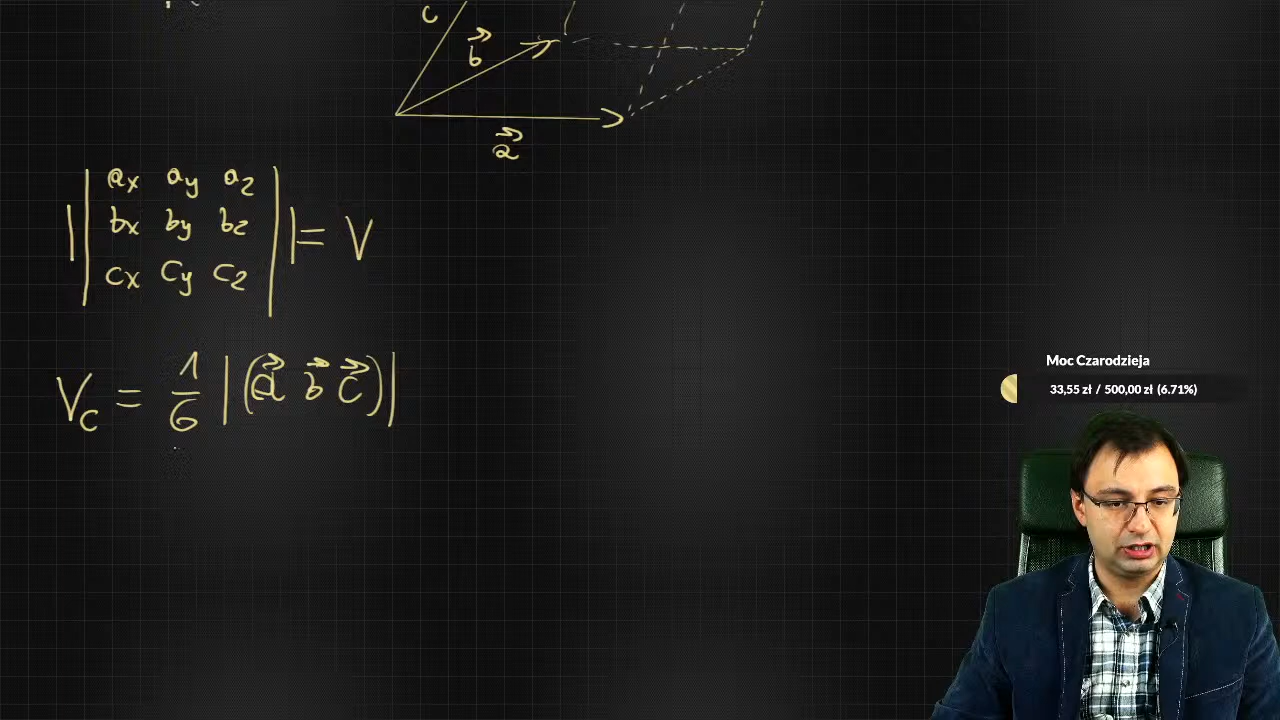 c
b
a
| | ax ay az | | = V
| bx by bz |
| cx cy cz |
Vc = 1/6 |(a b c)|
Moc Czarodzieja
33,55 zł / 500,00 zł (6.71%)